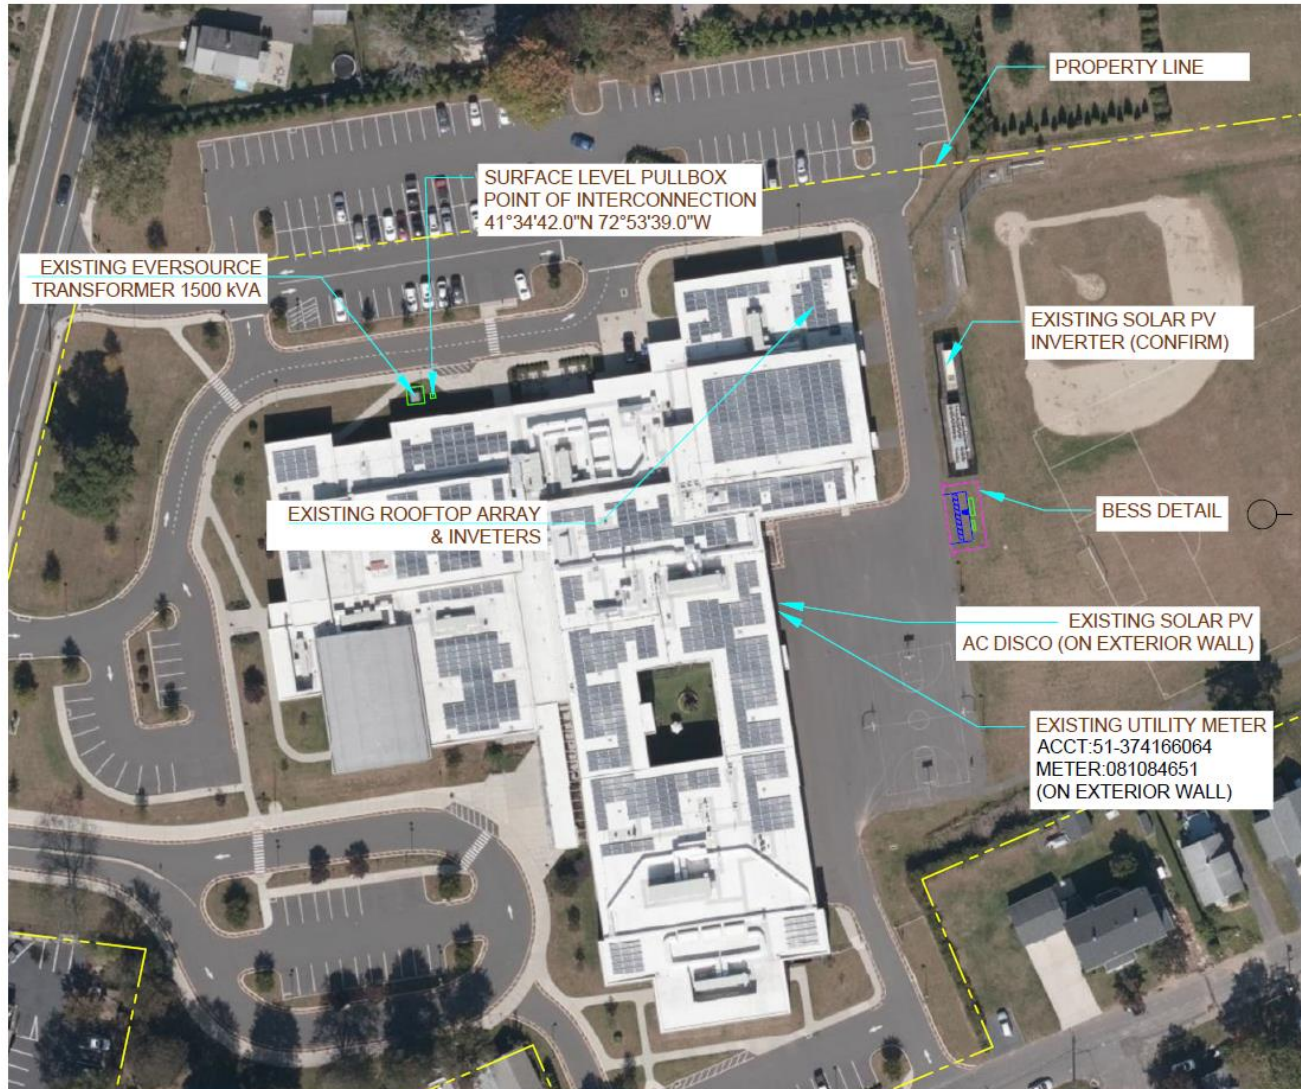 PROPERTY LINE
SURFACE LEVEL PULLBOX
POINT OF INTERCONNECTION
41°34'42.0"N 72°53'39.0"W
EXISTING EVERSOURCE
TRANSFORMER 1500 kVA
EXISTING SOLAR PV
INVERTER (CONFIRM)
EXISTING ROOFTOP ARRAY
& INVETERS
BESS DETAIL
EXISTING SOLAR PV
AC DISCO (ON EXTERIOR WALL)
EXISTING UTILITY METER
ACCT:51-374166064
METER:081084651
(ON EXTERIOR WALL)